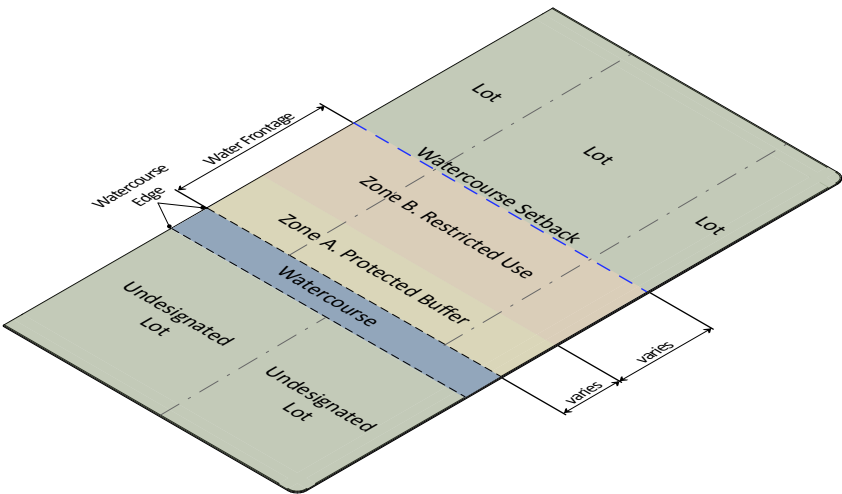 Lot
Lot
Lot
Water Frontage
Watercourse
Edge
Watercourse Setback
Zone B. Restricted Use
Zone A. Protected Buffer
Watercourse
Undesignated
Lot
Undesignated
Lot
varies
varies